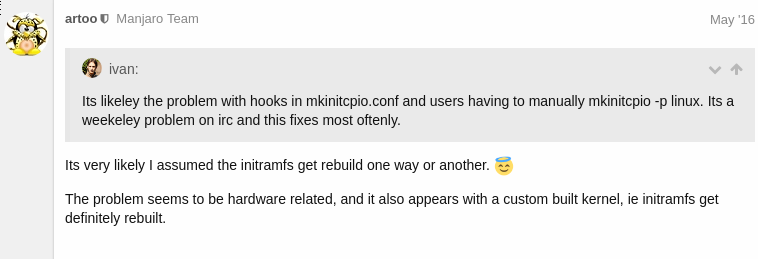 artoo Manjaro Team May '16
ivan:
Its likeley the problem with hooks in mkinitcpio.conf and users having to manually mkinitcpio -p linux. Its a
weekeley problem on irc and this fixes most oftenly.
Its very likely I assumed the initramfs get rebuild one way or another.
The problem seems to be hardware related, and it also appears with a custom built kernel, ie initramfs get
definitely rebuilt.